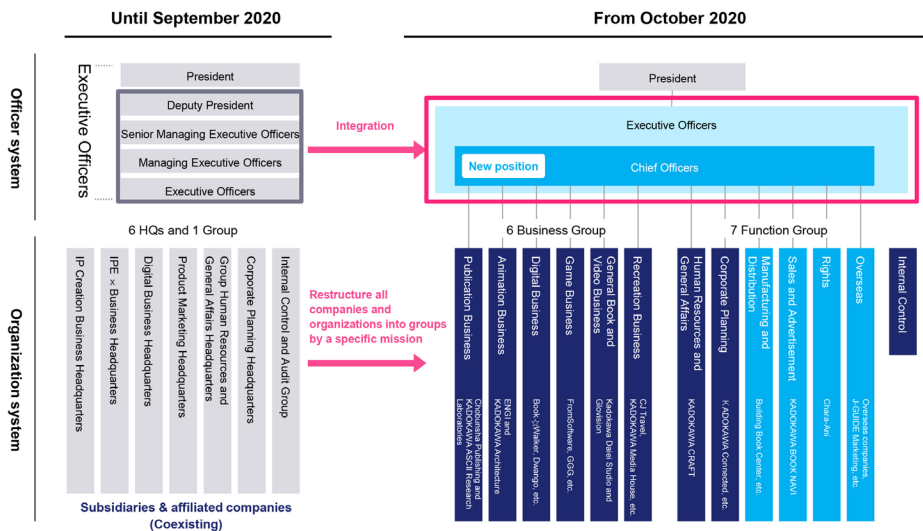 Until September 2020
From October 2020
Officer system
Executive Officers
President
Deputy President
Senior Managing Executive Officers
Managing Executive Officers
Executive Officers
Integration
President
Executive Officers
New position
Chief Officers
Organization system
6 HQs and 1 Group
IP Creation Business Headquarters
IPE × Business Headquarters
Digital Business Headquarters
Product Marketing Headquarters
Group Human Resources and
General Affairs Headquarters
Corporate Planning Headquarters
Internal Control and Audit Group
Subsidiaries & affiliated companies
(Coexisting)
Restructure all
companies and
organizations into groups
by a specific mission
6 Business Group
7 Function Group
Publication Business
Chobunsha Publishing and
KADOKAWA ASCII Research
Laboratories
Animation Business
ENGI and
KADOKAWA Architecture
Digital Business
Book☆Walker, Dwango, etc.
Game Business
FromSoftware, GGG, etc.
General Book and
Video Business
Kadokawa Daiei Studio and
Glovision
Recreation Business
CJ Travel,
KADOKAWA Media House, etc.
Human Resources and
General Affairs
KADOKAWA CRAFT
Corporate Planning
KADOKAWA Connected, etc.
Manufacturing and
Distribution
Building Book Center, etc.
Sales and Advertisement
KADOKAWA BOOK NAVI
Rights
Chara-Ani
Overseas
Overseas companies,
J-GUIDE Marketing, etc.
Internal Control